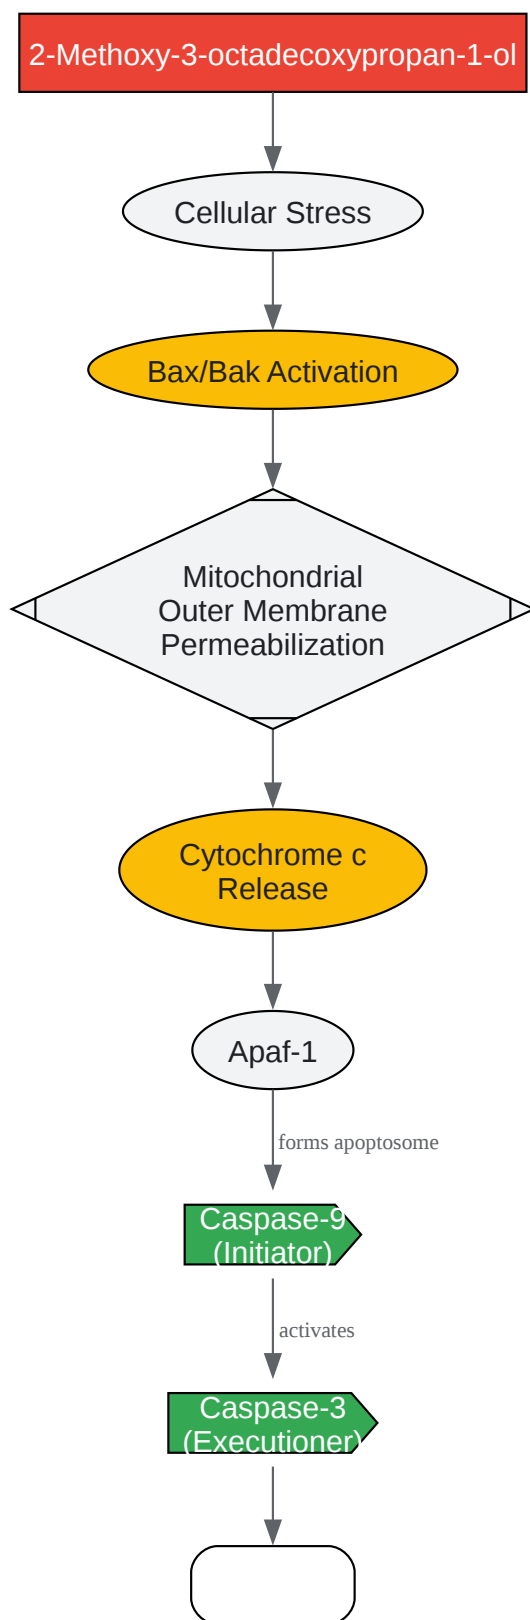 2-Methoxy-3-octadecoxypropan-1-ol
Cellular Stress
Bax/Bak Activation
Mitochondrial
Outer Membrane
Permeabilization
Cytochrome c
Release
Apaf-1
forms apoptosome
Caspase-9
(Initiator)
activates
Caspase-3
(Executioner)